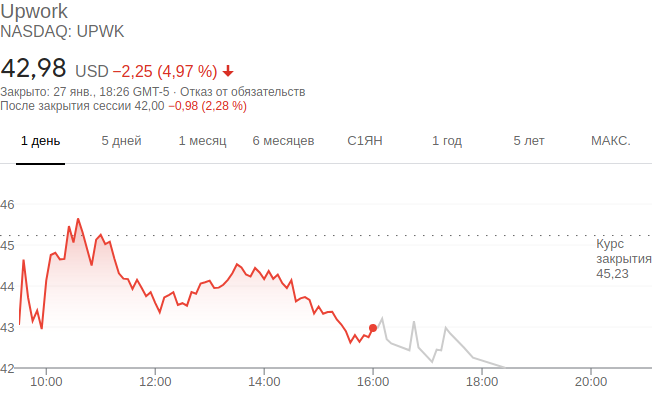 Upwork
NASDAQ: UPWK
42,98 USD −2,25 (4,97 %)
Закрыто: 27 янв., 18:26 GMT-5 · Отказ от обязательств
После закрытия сессии 42,00 −0,98 (2,28 %)
1 день 5 дней 1 месяц 6 месяцев С1ЯН 1 год 5 лет МАКС.
46
45
44
43
42
Курс
закрытия
45,23
10:00 12:00 14:00 16:00 18:00 20:00